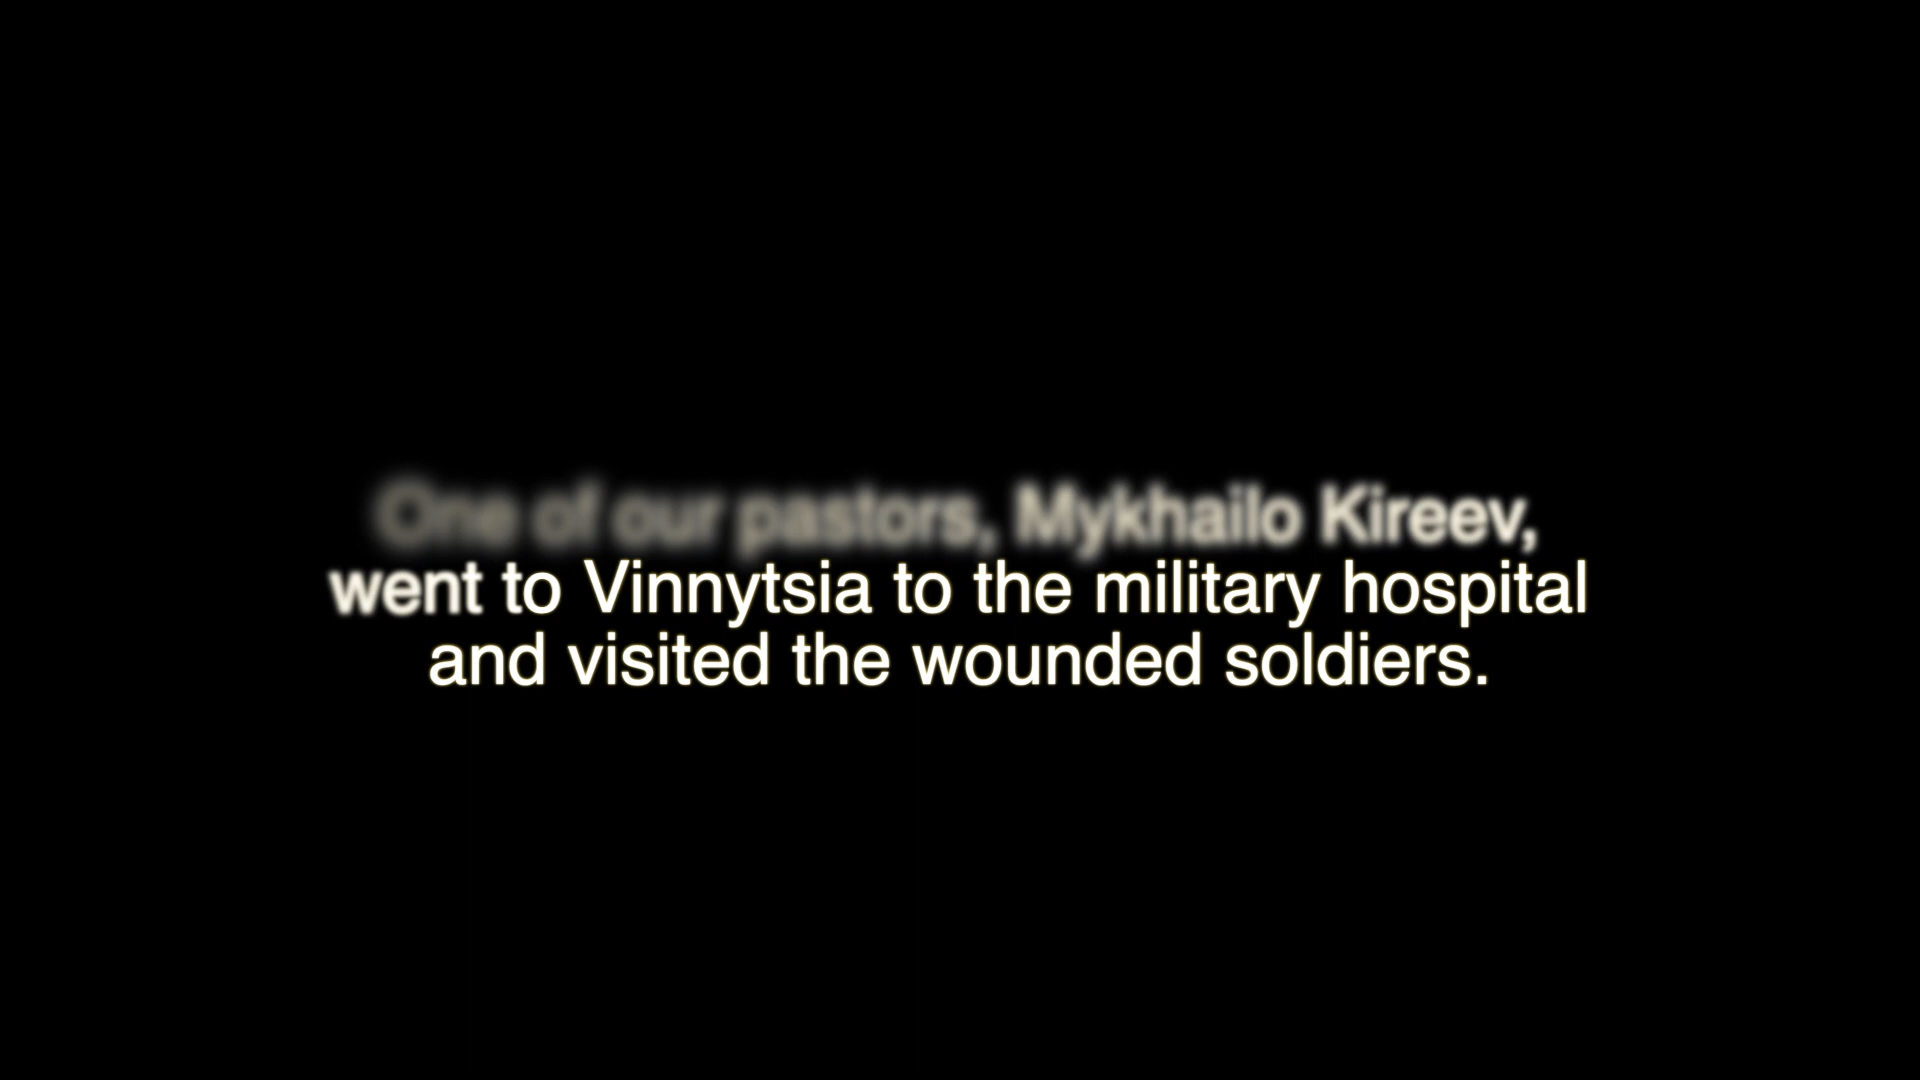 One of our pastors, Mykhailo Kireev,
went to Vinnytsia to the military hospital
and visited the wounded soldiers.